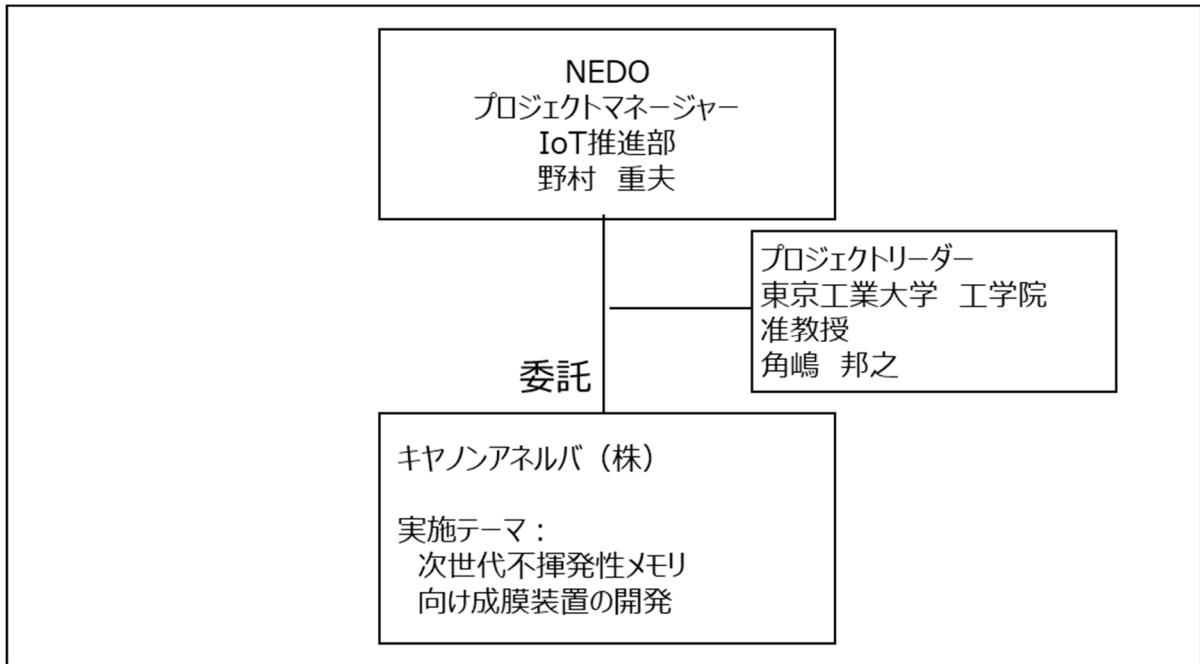 NEDO
プロジェクトマネージャー
IoT推進部
野村　重夫
プロジェクトリーダー
東京工業大学　工学院
准教授
角嶋　邦之
委託
キヤノンアネルバ（株）
実施テーマ：
次世代不揮発性メモリ
向け成膜装置の開発